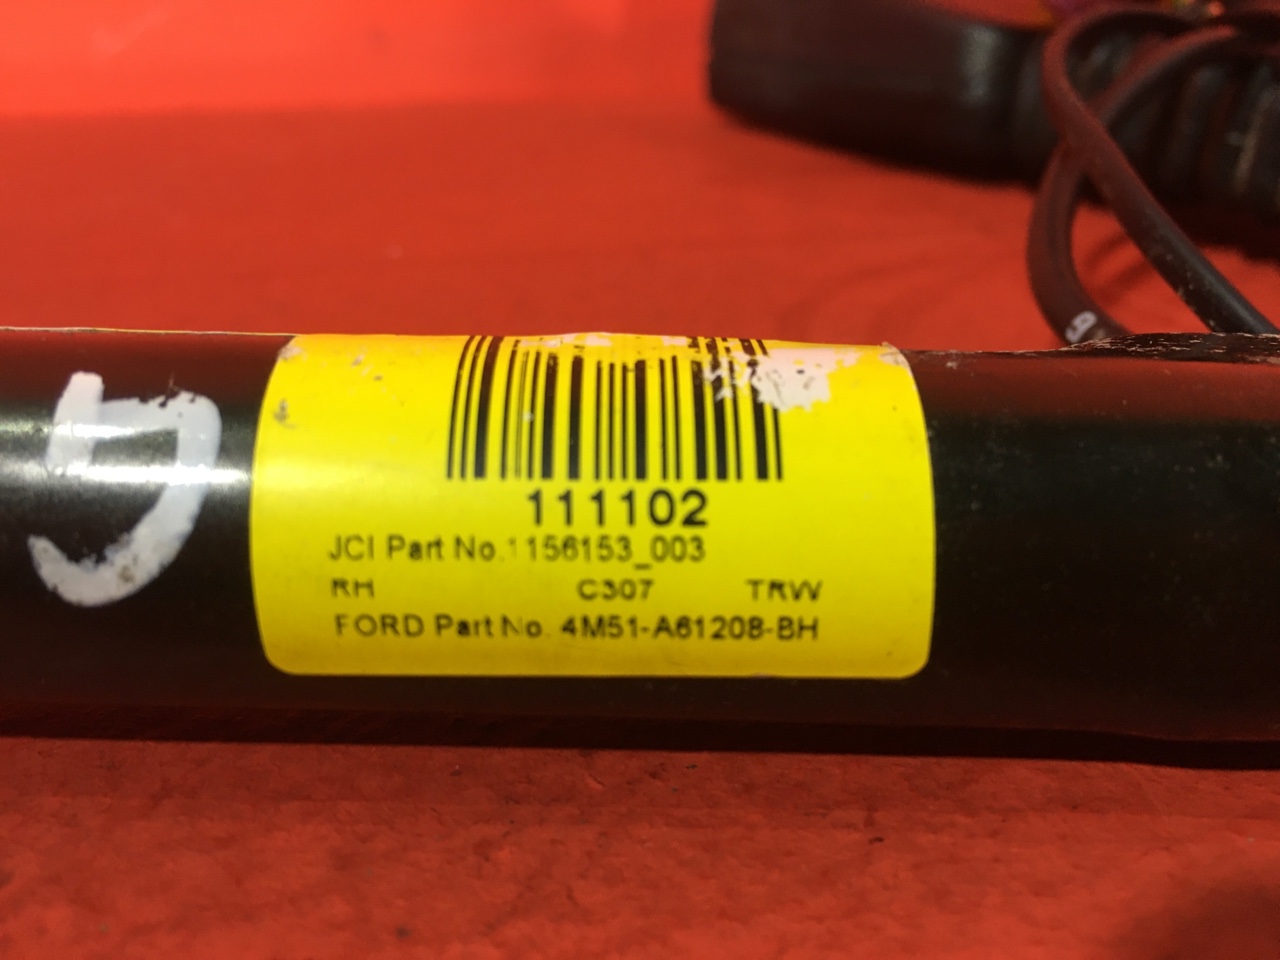 111102
JCI Part No.1156153_003
RH C307 TRW
FORD Part No. 4M51-A61208-BH